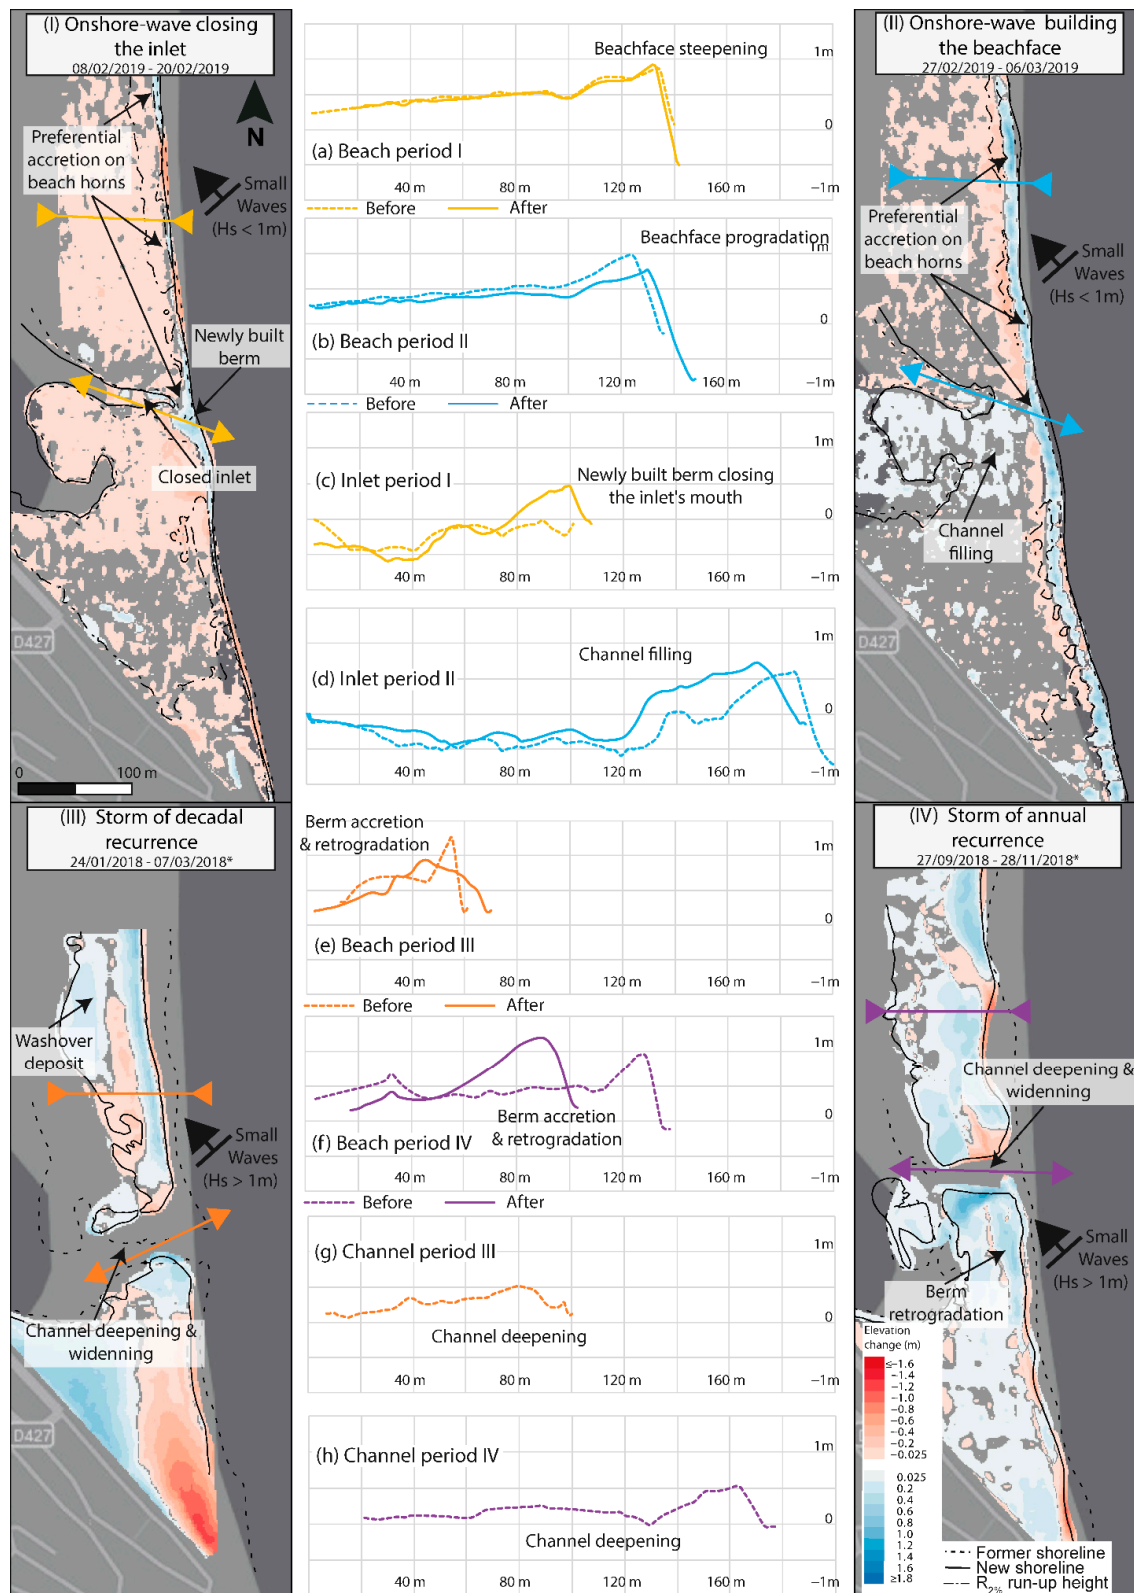 (I) Onshore-wave closing
the inlet
08/02/2019 - 20/02/2019
N
Preferential
accretion on
beach horns
Small
Waves
(Hs < 1m)
Newly built
berm
Closed inlet
D427
0 100 m
Beachface steepening
1m
0
(a) Beach period I
40 m 80 m 120 m 160 m −1m
Before After
Beachface progradation
1m
0
(b) Beach period II
40 m 80 m 120 m 160 m −1m
Before After
1m
(c) Inlet period I
Newly built berm closing
the inlet's mouth
0
40 m 80 m 120 m 160 m −1m
Channel filling
1m
(d) Inlet period II
0
40 m 80 m 120 m 160 m −1m
(II) Onshore-wave building
the beachface
27/02/2019 - 06/03/2019
Preferential
accretion on
beach horns
Small
Waves
(Hs < 1m)
Channel
filling
(III) Storm of decadal
recurrence
24/01/2018 - 07/03/2018*
Washover
deposit
Small
Waves
(Hs > 1m)
Channel deepening &
widenning
D427
Berm accretion
& retrogradation
1m
0
(e) Beach period III
40 m 80 m 120 m 160 m −1m
Before After
1m
0
Berm accretion
& retrogradation
(f) Beach period IV
40 m 80 m 120 m 160 m −1m
Before After
(g) Channel period III
1m
0
Channel deepening
40 m 80 m 120 m 160 m −1m
(h) Channel period IV
1m
0
Channel deepening
40 m 80 m 120 m 160 m −1m
(IV) Storm of annual
recurrence
27/09/2018 - 28/11/2018*
Channel deepening &
widenning
Small
Waves
(Hs > 1m)
Berm
retrogradation
Elevation
change (m)
≤−1.6
−1.4
−1.2
−1.0
−0.8
−0.6
−0.4
−0.2
−0.025
0.025
0.2
0.4
0.6
0.8
1.0
1.2
1.4
1.6
≥1.8
Former shoreline
New shoreline
R2% run-up height